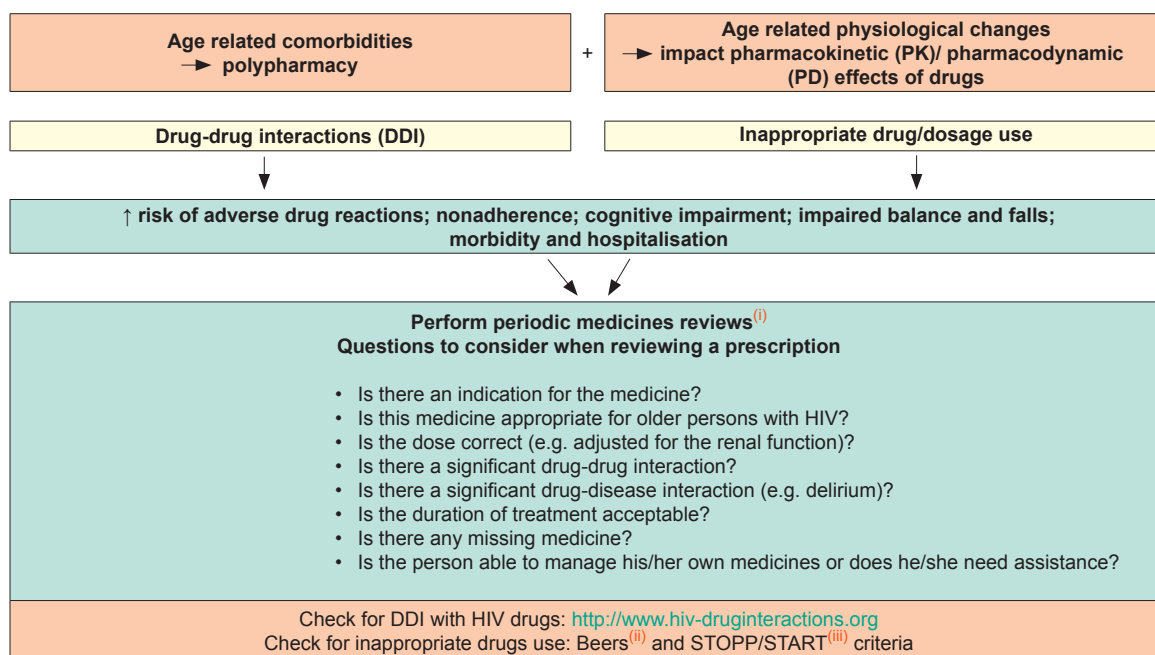 Age related comorbidities
→ polypharmacy
+
Age related physiological changes
→ impact pharmacokinetic (PK)/ pharmacodynamic
(PD) effects of drugs
Drug-drug interactions (DDI)
Inappropriate drug/dosage use
↑ risk of adverse drug reactions; nonadherence; cognitive impairment; impaired balance and falls;
morbidity and hospitalisation
Perform periodic medicines reviews(i)
Questions to consider when reviewing a prescription
• Is there an indication for the medicine?
• Is this medicine appropriate for older persons with HIV?
• Is the dose correct (e.g. adjusted for the renal function)?
• Is there a significant drug-drug interaction?
• Is there a significant drug-disease interaction (e.g. delirium)?
• Is the duration of treatment acceptable?
• Is there any missing medicine?
• Is the person able to manage his/her own medicines or does he/she need assistance?
Check for DDI with HIV drugs: http://www.hiv-druginteractions.org
Check for inappropriate drugs use: Beers(ii) and STOPP/START(iii) criteria